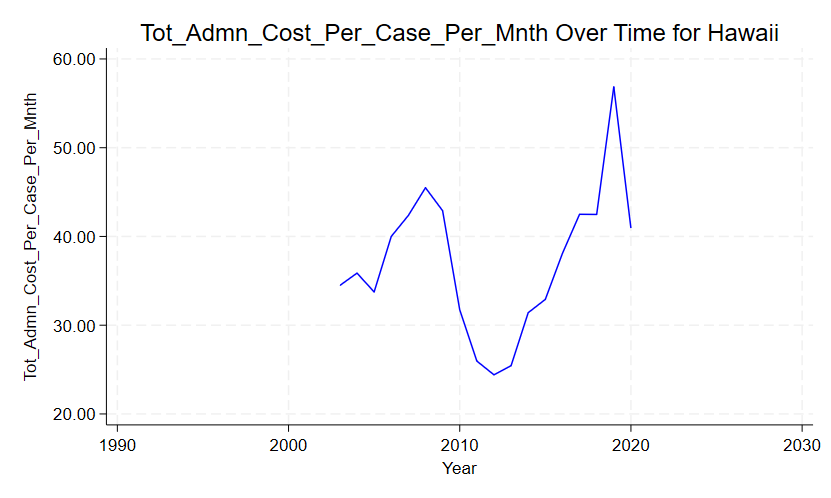 Tot_Admn_Cost_Per_Case_Per_Mnth Over Time for Hawaii
Tot_Admn_Cost_Per_Case_Per_Mnth
60.00
50.00
40.00
30.00
20.00
1990 2000 2010 2020 2030
Year